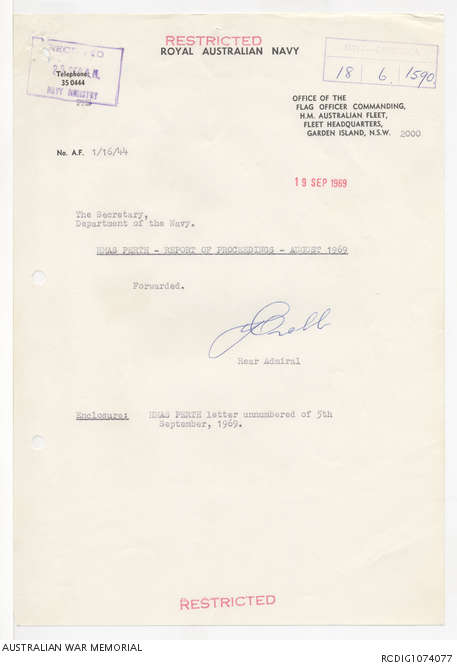 RESTRICTED
ROYAL AUSTRALIAN NAVY
RECEIVED
Telephone:
35 0444
NAVY REGISTRY
18 6 1590
OFFICE OF THE
FLAG OFFICER COMMANDING,
H.M. AUSTRALIAN FLEET,
FLEET HEADQUARTERS,
GARDEN ISLAND, N.S.W. 2000
No. A.F. 1/16/44
19 SEP 1969
The Secretary,
Department of the Navy.
HMAS PERTH - REPORT OF PROCEEDINGS - AUGUST 1969
Forwarded.
Rear Admiral
Enclosure: HMAS PERTH letter unnumbered of 5th
September, 1969.
RESTRICTED
AUSTRALIAN WAR MEMORIAL
RCDIG1074077